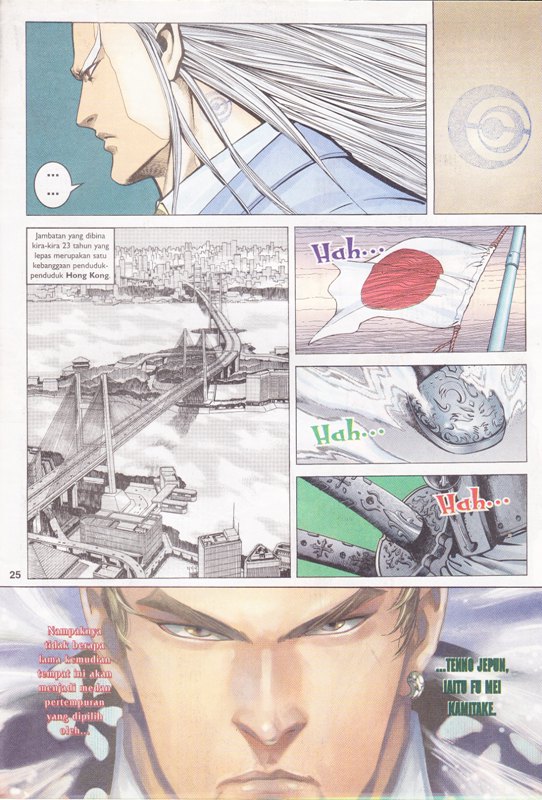 ... 
...
Jambatan yang dibina
kira-kira 23 tahun yang
lepas merupakan satu
kebanggaan penduduk-
penduduk Hong Kong.
Hah...
Hah...
Hah...
25
Nampaknya
tidak berapa
lama kemudian
tempat ini akan
menjadi medan
pertempuran
yang dipilih
oleh...
...TENNO JEPUN,
IAITU FU MEI
KAMITAKE.